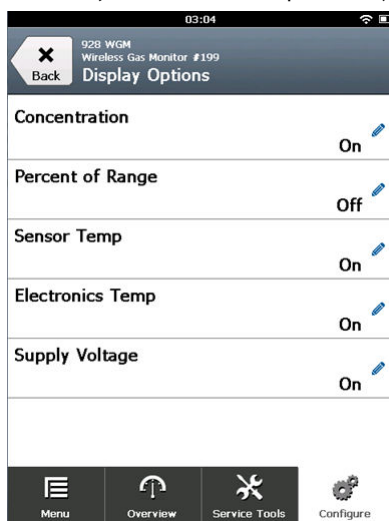 03:04
Back
928 WGM
Wireless Gas Monitor #199
Display Options
Concentration
On
Percent of Range
Off
Sensor Temp
On
Electronics Temp
On
Supply Voltage
On
Menu
Overview
Service Tools
Configure